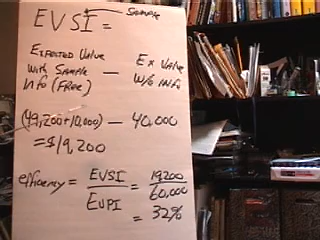 SAMPLE
EVSI =
EXPECTED VALUE
WITH SAMPLE — EX VALUE
INFO (FREE) W/O INFO
(49,200+10,000) — 40,000
= $19,200
efficiency = EVSI / EVPI = 19200 / 60,000
= 32%